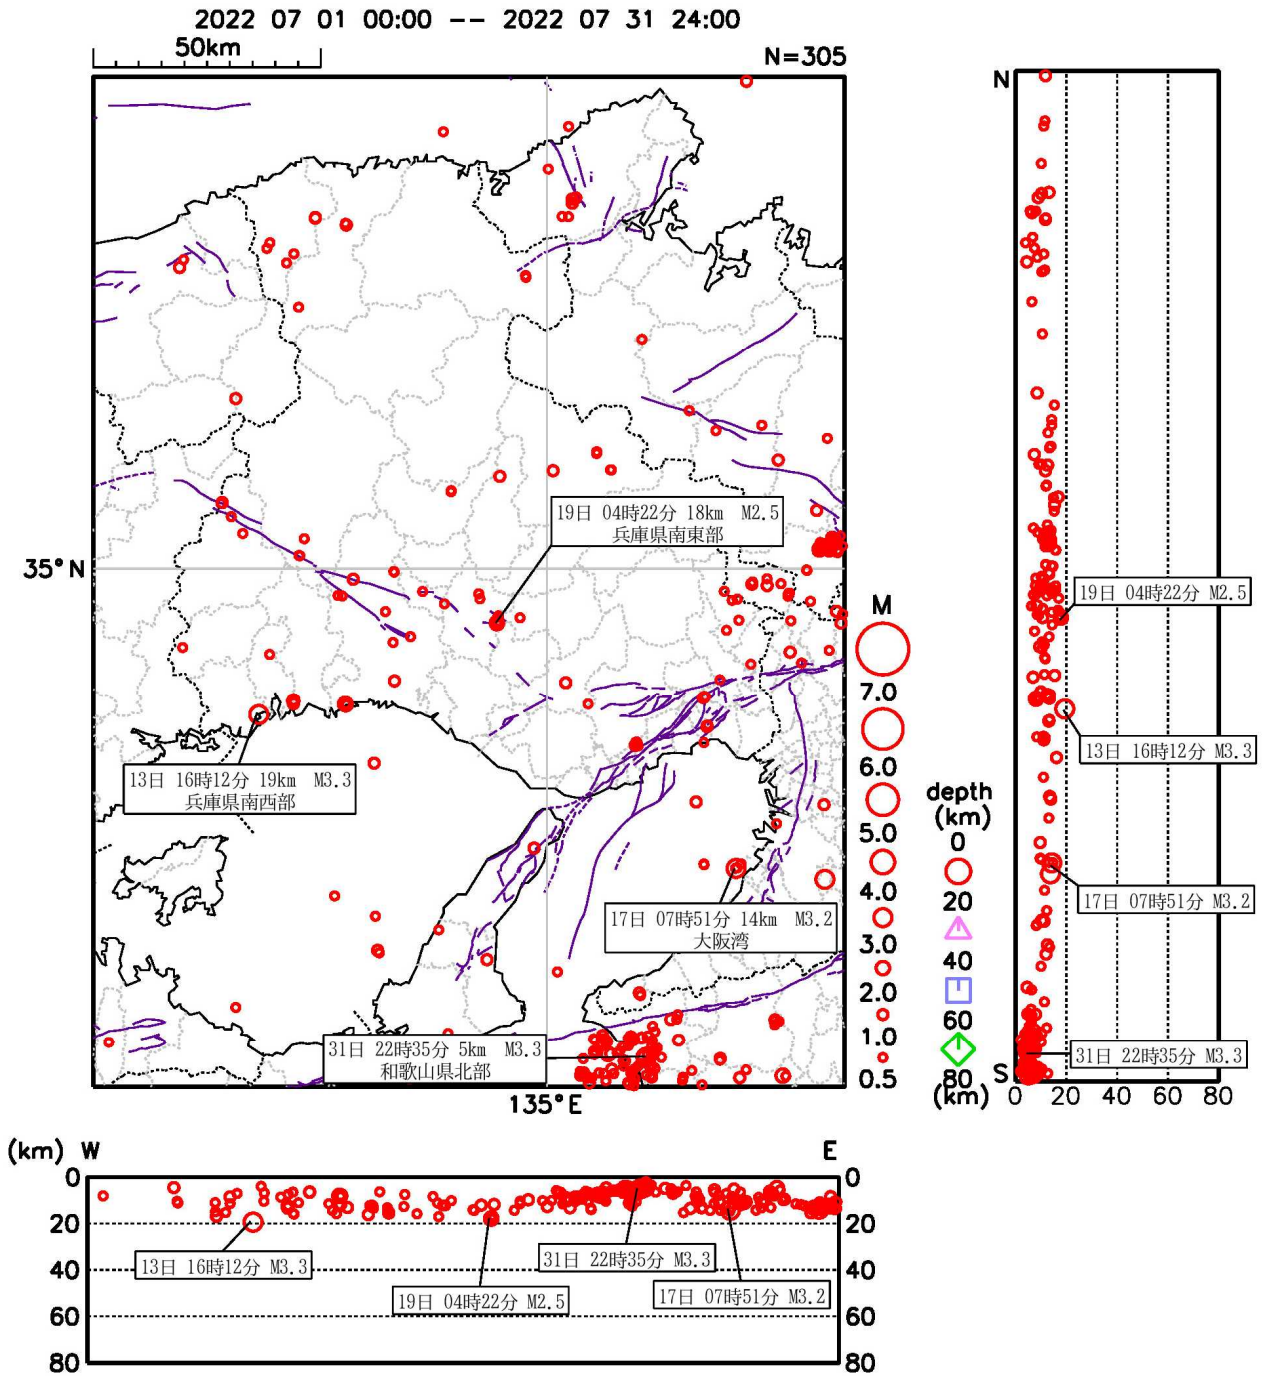 2022 07 01 00:00 -- 2022 07 31 24:00
50km
N=305
35°N
135°E
19日 04時22分 18km M2.5
兵庫県南東部
13日 16時12分 19km M3.3
兵庫県南西部
17日 07時51分 14km M3.2
大阪湾
31日 22時35分 5km M3.3
和歌山県北部
M
7.0
6.0
5.0
4.0
3.0
2.0
1.0
0.5
depth
(km)
0
20
40
60
80
(km)
N
S
19日 04時22分 M2.5
13日 16時12分 M3.3
17日 07時51分 M3.2
31日 22時35分 M3.3
0 20 40 60 80
(km) W E
0 0
20 20
40 40
60 60
80 80
13日 16時12分 M3.3
19日 04時22分 M2.5
31日 22時35分 M3.3
17日 07時51分 M3.2